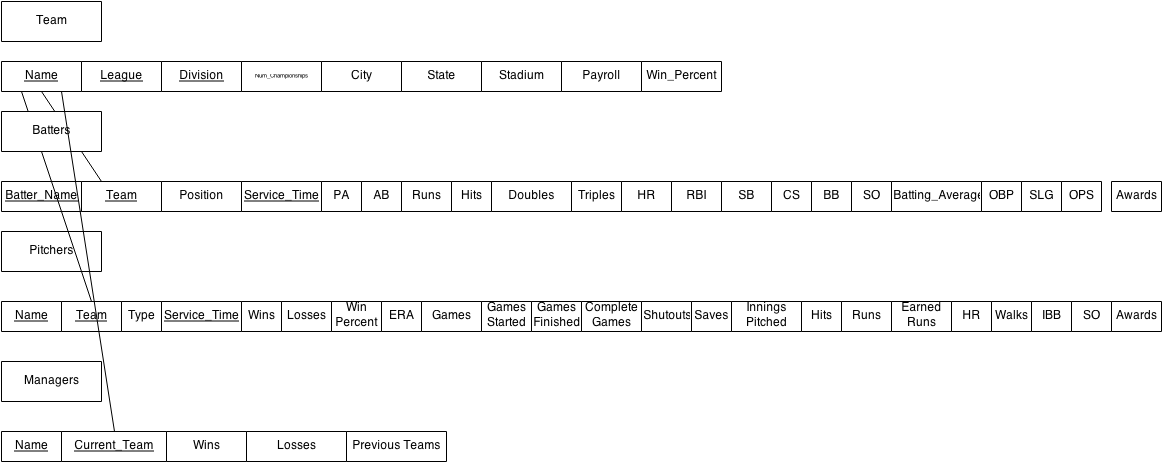 Team
Name League Division Num_Championships City State Stadium Payroll Win_Percent
Batters
Batter_Name Team Position Service_Time PA AB Runs Hits Doubles Triples HR RBI SB CS BB SO Batting_Average OBP SLG OPS Awards
Pitchers
Name Team Type Service_Time Wins Losses Win Percent ERA Games Games Started Games Finished Complete Games Shutouts Saves Innings Pitched Hits Runs Earned Runs HR Walks IBB SO Awards
Managers
Name Current_Team Wins Losses Previous Teams